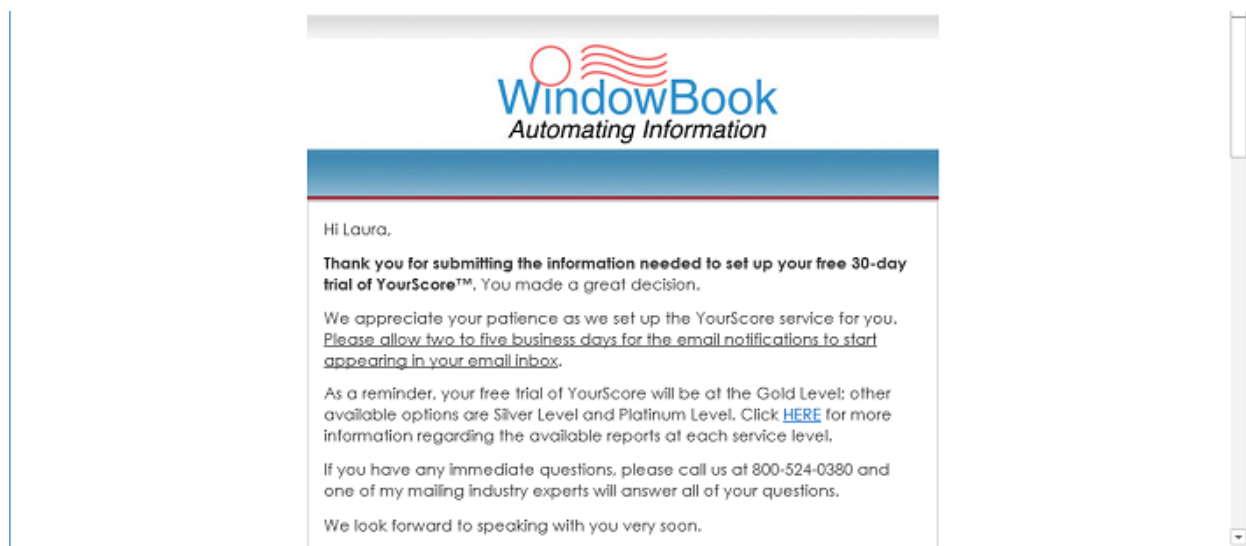 WindowBook
Automating Information
Hi Laura,
Thank you for submitting the information needed to set up your free 30-day
trial of YourScore™. You made a great decision.
We appreciate your patience as we set up the YourScore service for you.
Please allow two to five business days for the email notifications to start
appearing in your email inbox.
As a reminder, your free trial of YourScore will be at the Gold Level; other
available options are Silver Level and Platinum Level. Click HERE for more
information regarding the available reports at each service level.
If you have any immediate questions, please call us at 800-524-0380 and
one of my mailing industry experts will answer all of your questions.
We look forward to speaking with you very soon.